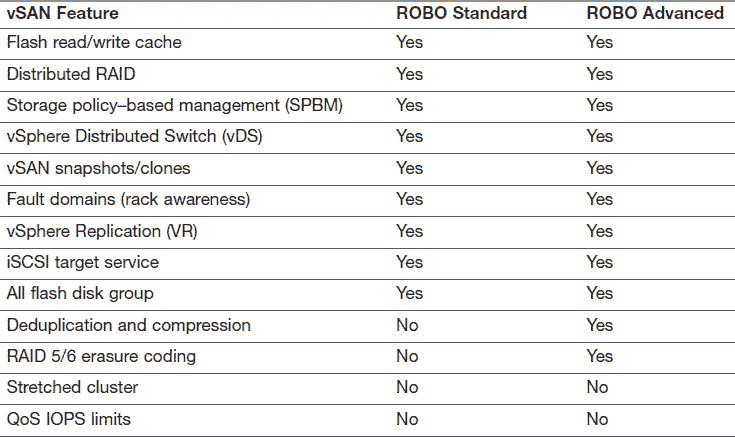 vSAN Feature ROBO Standard ROBO Advanced
Flash read/write cache Yes Yes
Distributed RAID Yes Yes
Storage policy–based management (SPBM) Yes Yes
vSphere Distributed Switch (vDS) Yes Yes
vSAN snapshots/clones Yes Yes
Fault domains (rack awareness) Yes Yes
vSphere Replication (VR) Yes Yes
iSCSI target service Yes Yes
All flash disk group Yes Yes
Deduplication and compression No Yes
RAID 5/6 erasure coding No Yes
Stretched cluster No No
QoS IOPS limits No No